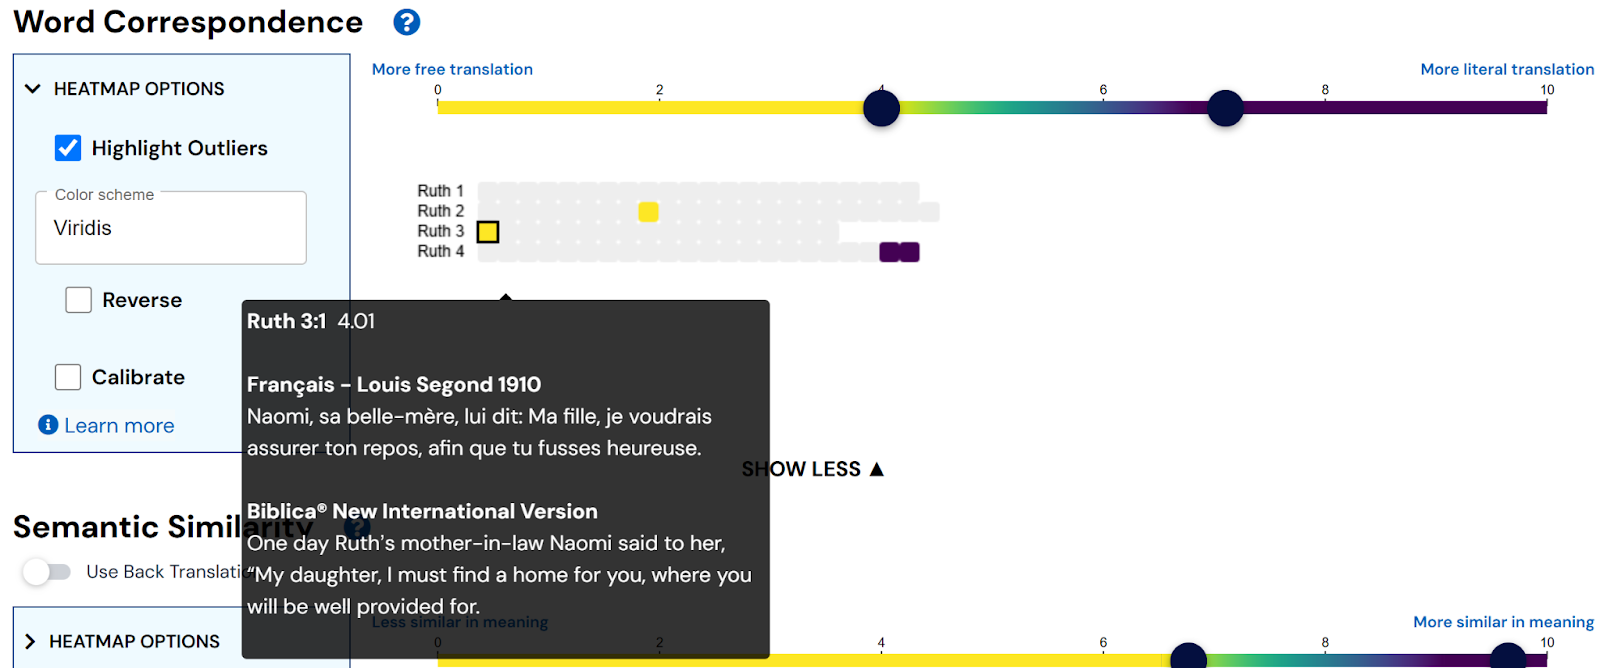 Word Correspondence ?
HEATMAP OPTIONS
Highlight Outliers
Color scheme
Viridis
Reverse
Calibrate
Learn more
More free translation
More literal translation
0 2 4 6 8 10
Ruth 1
Ruth 2
Ruth 3
Ruth 4
Ruth 3:1 4.01
Français - Louis Segond 1910
Naomi, sa belle-mère, lui dit: Ma fille, je voudrais
assurer ton repos, afin que tu fusses heureuse.
Biblica® New International Version
One day Ruth's mother-in-law Naomi said to her,
“My daughter, I must find a home for you, where you
will be well provided for.
SHOW LESS ▲
Semantic Similarity ?
Use Back Translatio
HEATMAP OPTIONS
Less similar in meaning
More similar in meaning
0 2 4 6 8 10